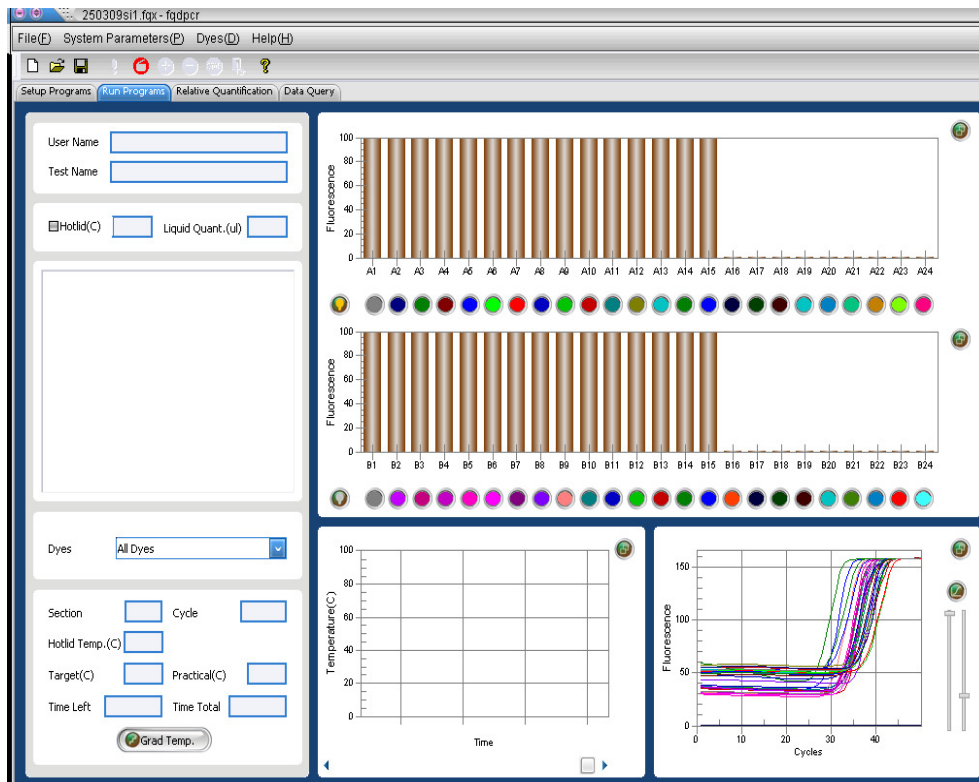 250309si1.fqx - fqdpcr
File(F) System Parameters(P) Dyes(D) Help(H)
Setup Programs Run Programs Relative Quantification Data Query
User Name
Test Name
Hotlid(C) Liquid Quant.(ul)
Dyes All Dyes
Section Cycle
Hotlid Temp.(C)
Target(C) Practical(C)
Time Left Time Total
Grad Temp.
Fluorescence
100
80
60
40
20
0
A1 A2 A3 A4 A5 A6 A7 A8 A9 A10 A11 A12 A13 A14 A15 A16 A17 A18 A19 A20 A21 A22 A23 A24
Fluorescence
100
80
60
40
20
0
B1 B2 B3 B4 B5 B6 B7 B8 B9 B10 B11 B12 B13 B14 B15 B16 B17 B18 B19 B20 B21 B22 B23 B24
Temperature(C)
100
80
60
40
20
0
Time
Fluorescence
150
100
50
0
0 10 20 30 40
Cycles